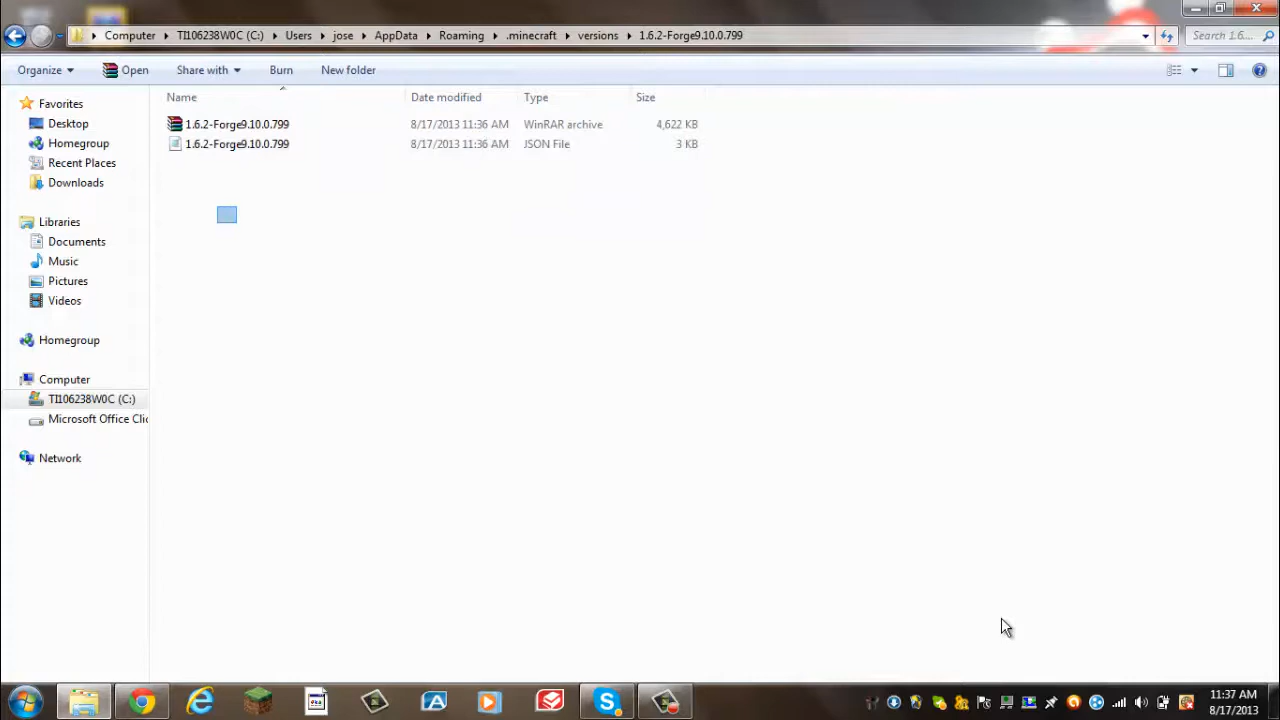 Computer TI106238W0C (C:) Users jose AppData Roaming .minecraft versions 1.6.2-Forge9.10.0.799 Search 1.6....
Organize Open Share with Burn New folder
Name Date modified Type Size
1.6.2-Forge9.10.0.799 8/17/2013 11:36 AM WinRAR archive 4,622 KB
1.6.2-Forge9.10.0.799 8/17/2013 11:36 AM JSON File 3 KB
Favorites
Desktop
Homegroup
Recent Places
Downloads
Libraries
Documents
Music
Pictures
Videos
Homegroup
Computer
TI106238W0C (C:)
Microsoft Office Clic
Network
11:37 AM
8/17/2013